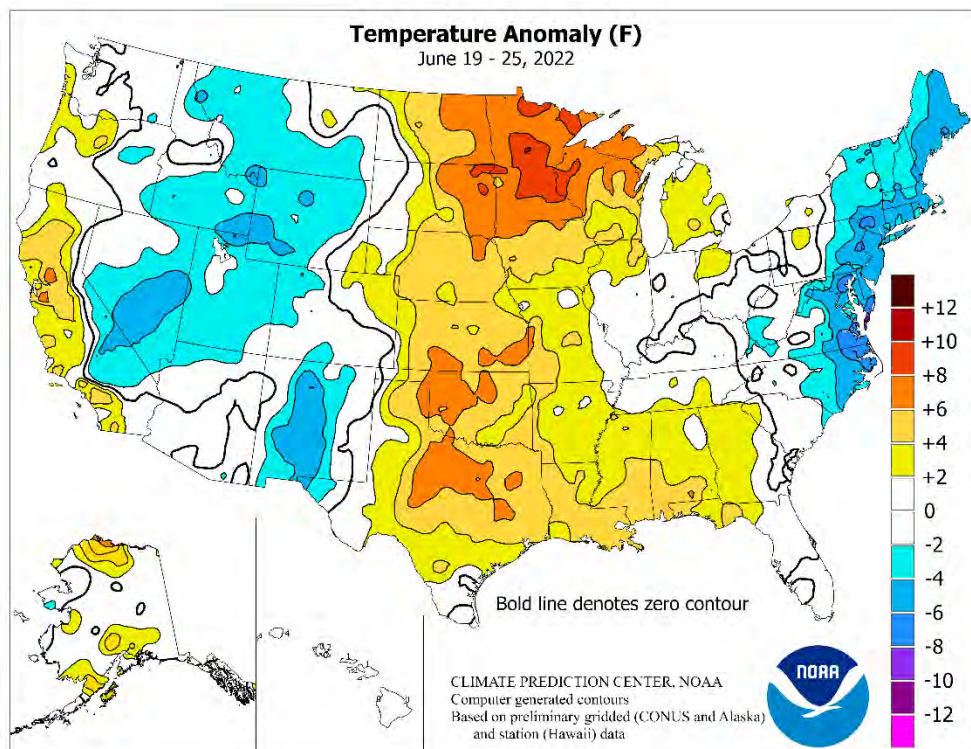 Temperature Anomaly (F)
June 19 - 25, 2022
+12
+10
+8
+6
+4
+2
0
-2
-4
-6
-8
-10
-12
Bold line denotes zero contour
CLIMATE PREDICTION CENTER, NOAA
Computer generated contours
Based on preliminary gridded (CONUS and Alaska)
and station (Hawaii) data
NOAA